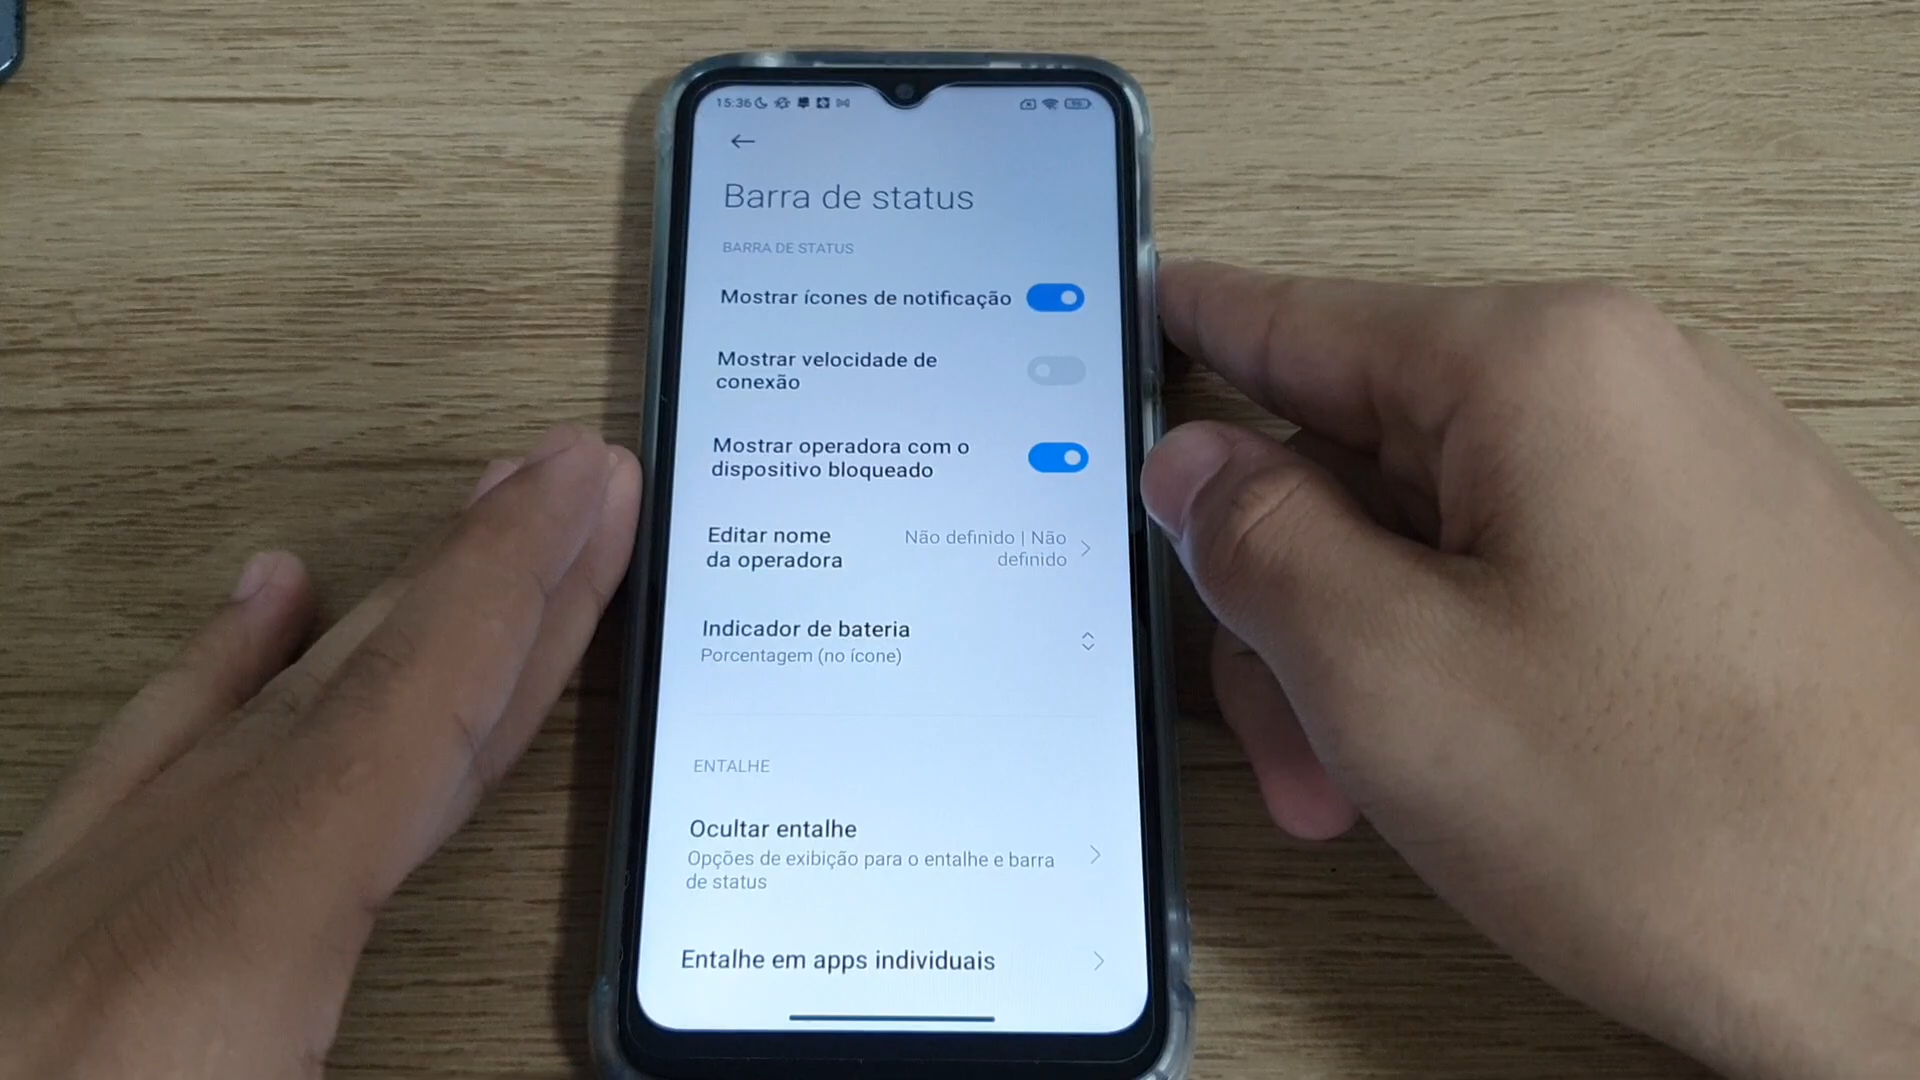 15:36
Barra de status
BARRA DE STATUS
Mostrar ícones de notificação
Mostrar velocidade de
conexão
Mostrar operadora com o
dispositivo bloqueado
Editar nome
da operadora
Não definido | Não
definido
Indicador de bateria
Porcentagem (no ícone)
ENTALHE
Ocultar entalhe
Opções de exibição para o entalhe e barra
de status
Entalhe em apps individuais